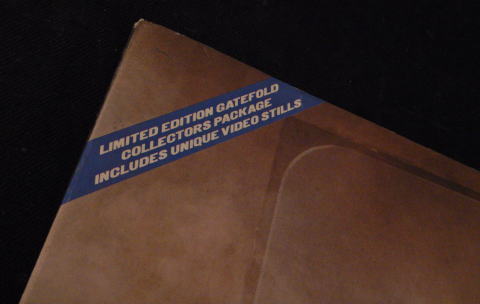 LIMITED EDITION GATEFOLD
COLLECTORS PACKAGE
INCLUDES UNIQUE VIDEO STILLS